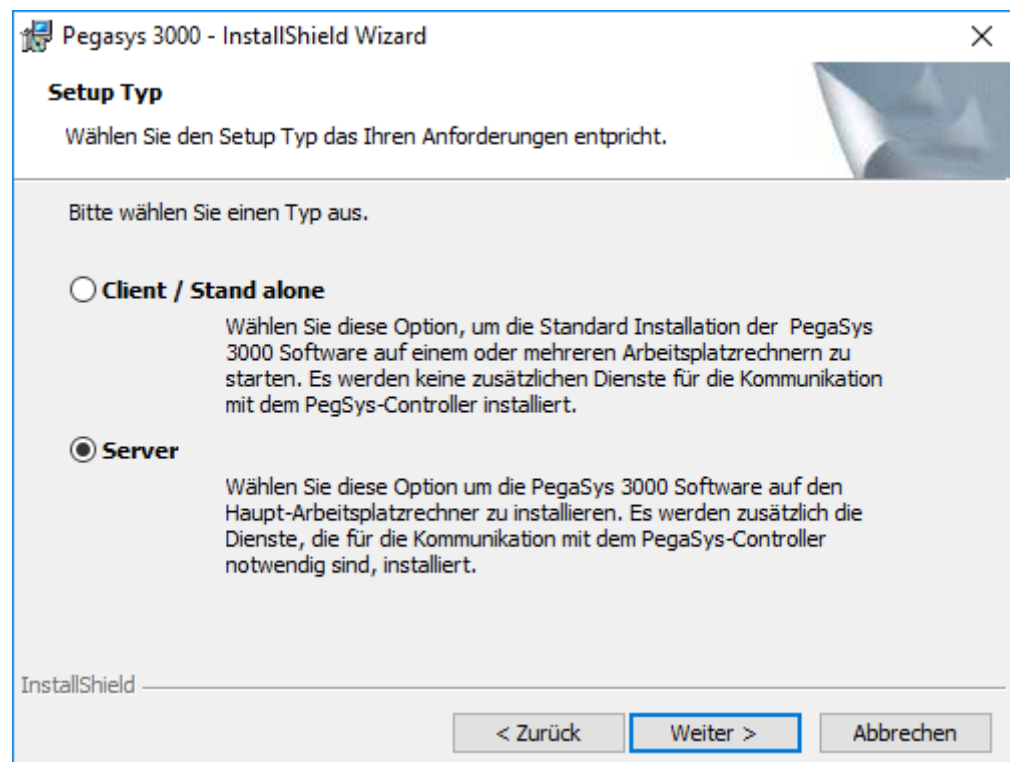 Pegasys 3000 - InstallShield Wizard
Setup Typ
Wählen Sie den Setup Typ das Ihren Anforderungen entpricht.
Bitte wählen Sie einen Typ aus.
Client / Stand alone
Wählen Sie diese Option, um die Standard Installation der PegaSys
3000 Software auf einem oder mehreren Arbeitsplatzrechnern zu
starten. Es werden keine zusätzlichen Dienste für die Kommunikation
mit dem PegSys-Controller installiert.
Server
Wählen Sie diese Option um die PegaSys 3000 Software auf den
Haupt-Arbeitsplatzrechner zu installieren. Es werden zusätzlich die
Dienste, die für die Kommunikation mit dem PegaSys-Controller
notwendig sind, installiert.
InstallShield
< Zurück Weiter > Abbrechen